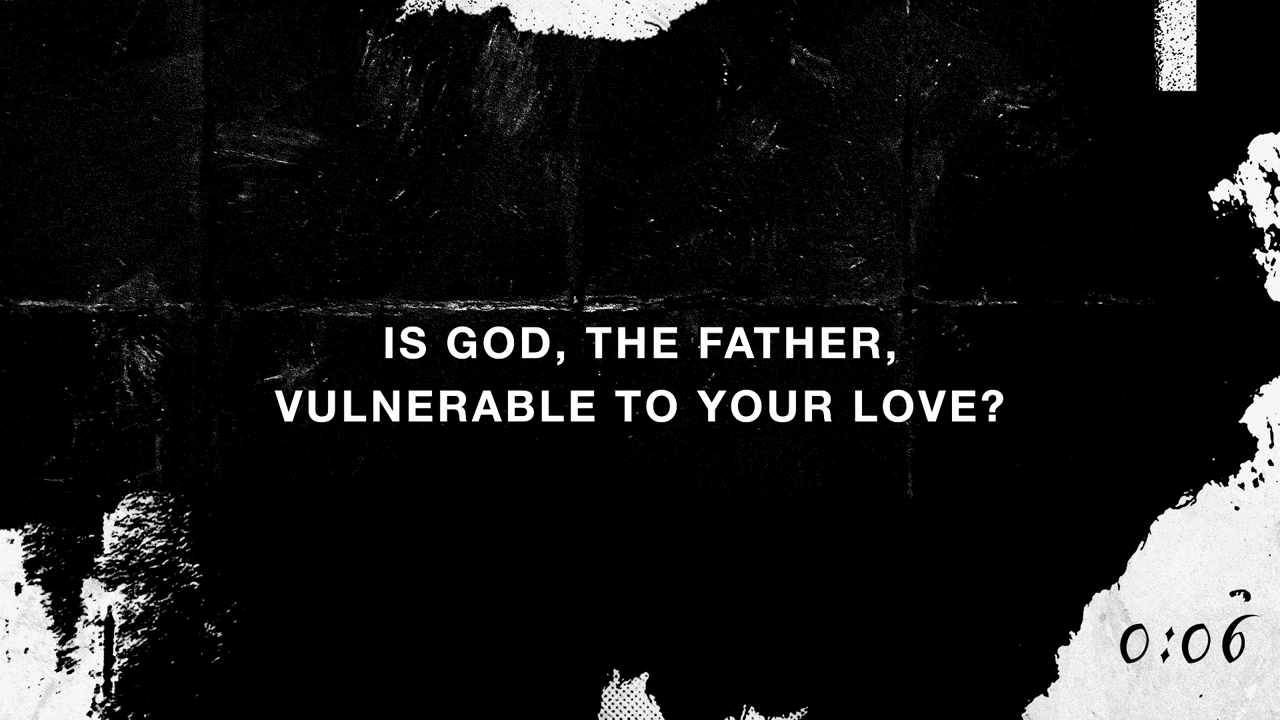 IS GOD, THE FATHER,
VULNERABLE TO YOUR LOVE?
0:06